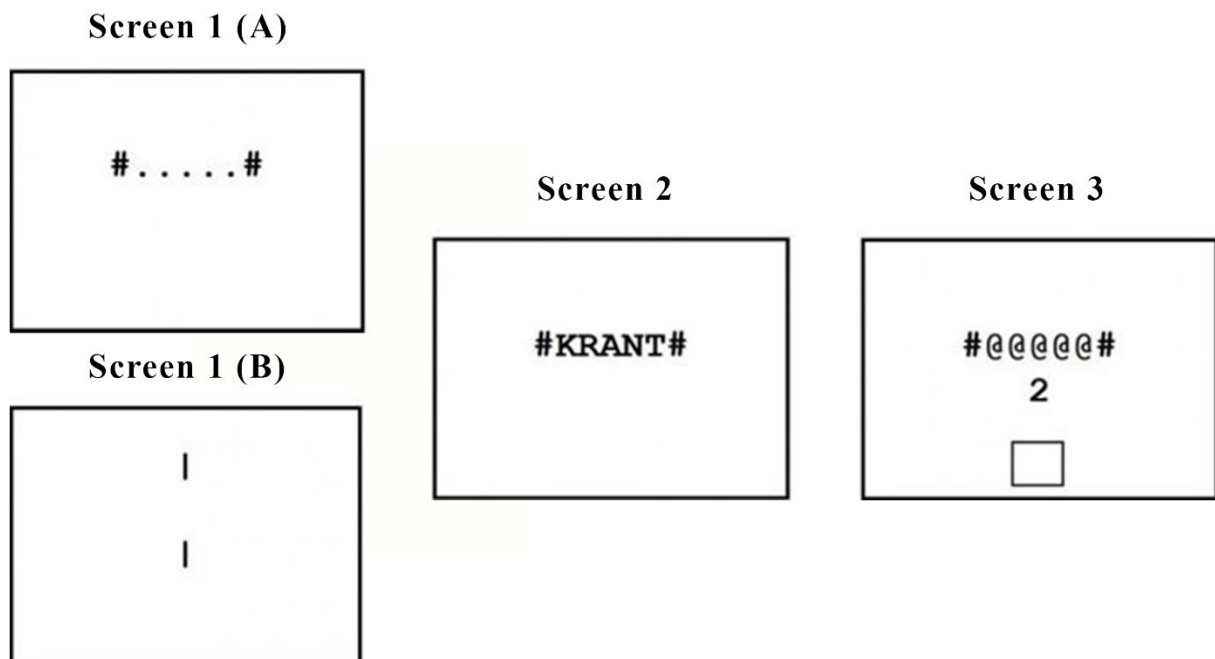 Screen 1 (A)
#.....#
Screen 1 (B)
|
|
Screen 2
#KRANT#
Screen 3
#@@@@@#
2